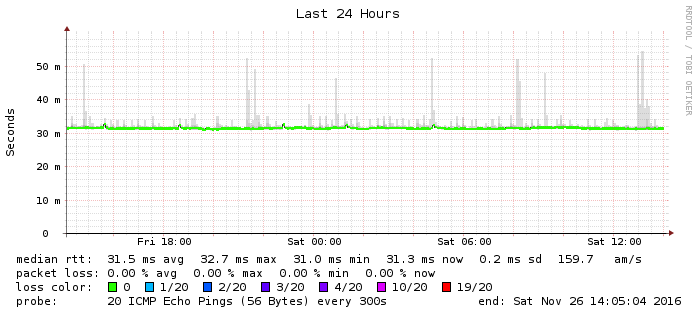 Last 24 Hours
RRDTOOL / TOBI OETIKER
Seconds
50 m
40 m
30 m
20 m
10 m
0
Fri 18:00 Sat 00:00 Sat 06:00 Sat 12:00
median rtt: 31.5 ms avg 32.7 ms max 31.0 ms min 31.3 ms now 0.2 ms sd 159.7 am/s
packet loss: 0.00 % avg 0.00 % max 0.00 % min 0.00 % now
loss color: 0 1/20 2/20 3/20 4/20 10/20 19/20
probe: 20 ICMP Echo Pings (56 Bytes) every 300s end: Sat Nov 26 14:05:04 2016